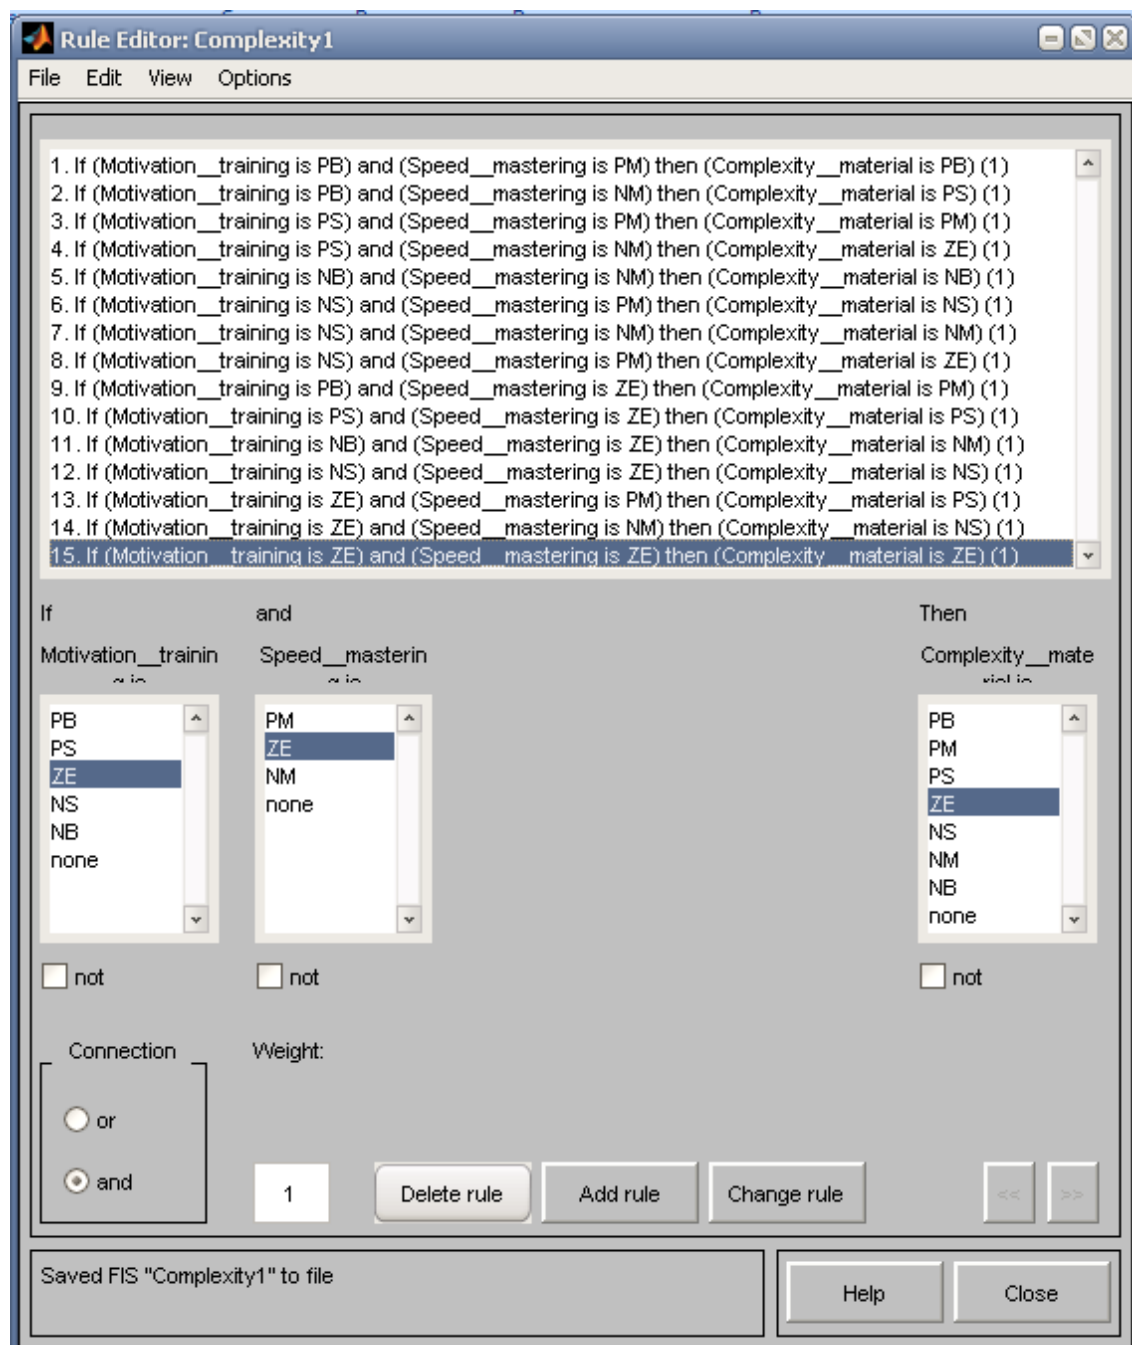 Rule Editor: Complexity1
File Edit View Options
1. If (Motivation__training is PB) and (Speed__mastering is PM) then (Complexity__material is PB) (1)
2. If (Motivation__training is PB) and (Speed__mastering is NM) then (Complexity__material is PS) (1)
3. If (Motivation__training is PS) and (Speed__mastering is PM) then (Complexity__material is PM) (1)
4. If (Motivation__training is PS) and (Speed__mastering is NM) then (Complexity__material is ZE) (1)
5. If (Motivation__training is NB) and (Speed__mastering is NM) then (Complexity__material is NB) (1)
6. If (Motivation__training is NS) and (Speed__mastering is PM) then (Complexity__material is NS) (1)
7. If (Motivation__training is NS) and (Speed__mastering is NM) then (Complexity__material is NM) (1)
8. If (Motivation__training is NS) and (Speed__mastering is PM) then (Complexity__material is ZE) (1)
9. If (Motivation__training is PB) and (Speed__mastering is ZE) then (Complexity__material is PM) (1)
10. If (Motivation__training is PS) and (Speed__mastering is ZE) then (Complexity__material is PS) (1)
11. If (Motivation__training is NB) and (Speed__mastering is ZE) then (Complexity__material is NM) (1)
12. If (Motivation__training is NS) and (Speed__mastering is ZE) then (Complexity__material is NS) (1)
13. If (Motivation__training is ZE) and (Speed__mastering is PM) then (Complexity__material is PS) (1)
14. If (Motivation__training is ZE) and (Speed__mastering is NM) then (Complexity__material is NS) (1)
15. If (Motivation__training is ZE) and (Speed__mastering is ZE) then (Complexity__material is ZE) (1)
If and Then
Motivation__trainin Speed__masterin Complexity__mate
g is g is rial is
PB PM PB
PS ZE PM
ZE NM PS
NS none ZE
NB NS
none NM
NB
none
not not not
Connection Weight:
or
and 1 Delete rule Add rule Change rule << >>
Saved FIS "Complexity1" to file
Help Close